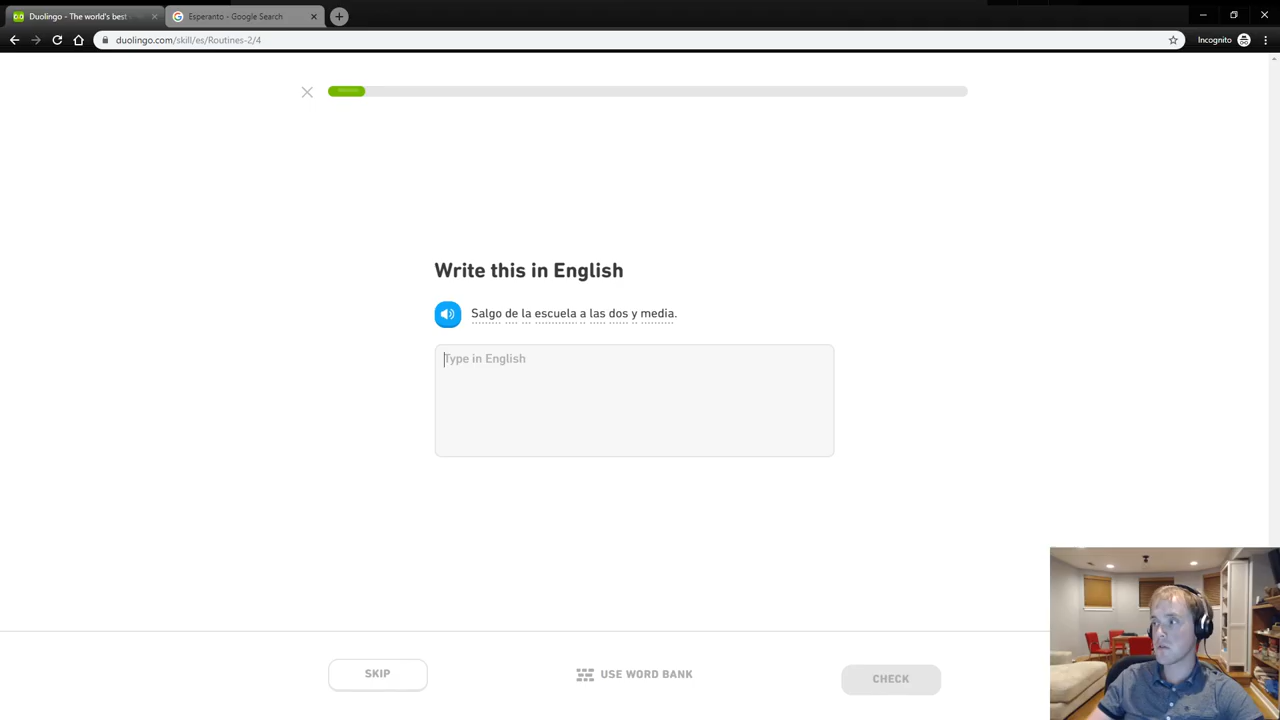 Duolingo - The world's best
Esperanto - Google Search
duolingo.com/skill/es/Routines-2/4
Incognito
Write this in English
Salgo de la escuela a las dos y media.
Type in English
SKIP
USE WORD BANK
CHECK